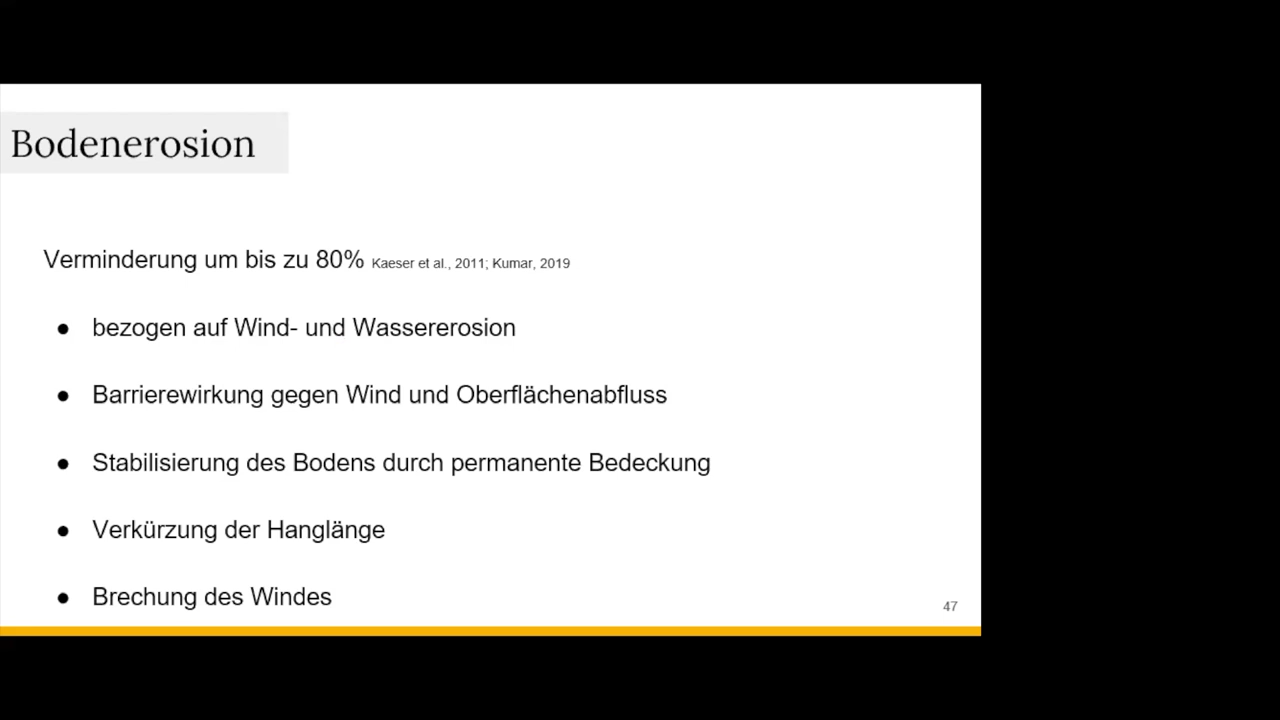 Bodenerosion
Verminderung um bis zu 80% Kaeser et al., 2011; Kumar, 2019
● bezogen auf Wind- und Wassererosion
● Barrierewirkung gegen Wind und Oberflächenabfluss
● Stabilisierung des Bodens durch permanente Bedeckung
● Verkürzung der Hanglänge
● Brechung des Windes
47